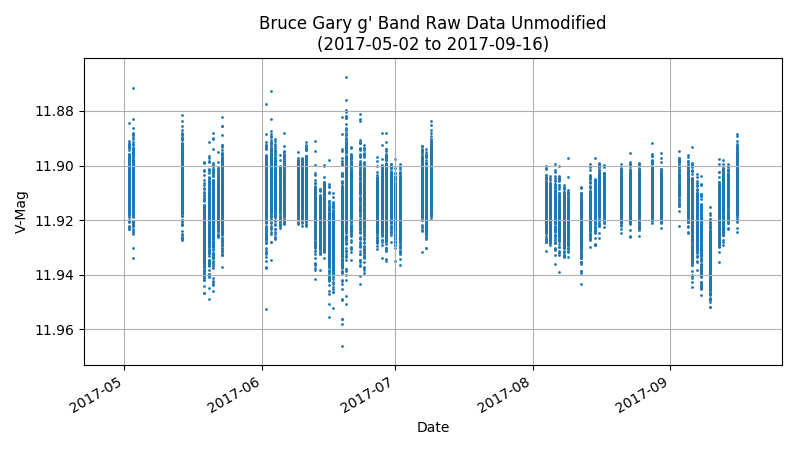 Bruce Gary g' Band Raw Data Unmodified
(2017-05-02 to 2017-09-16)
V-Mag
11.88
11.90
11.92
11.94
11.96
2017-05
2017-06
2017-07
2017-08
2017-09
Date